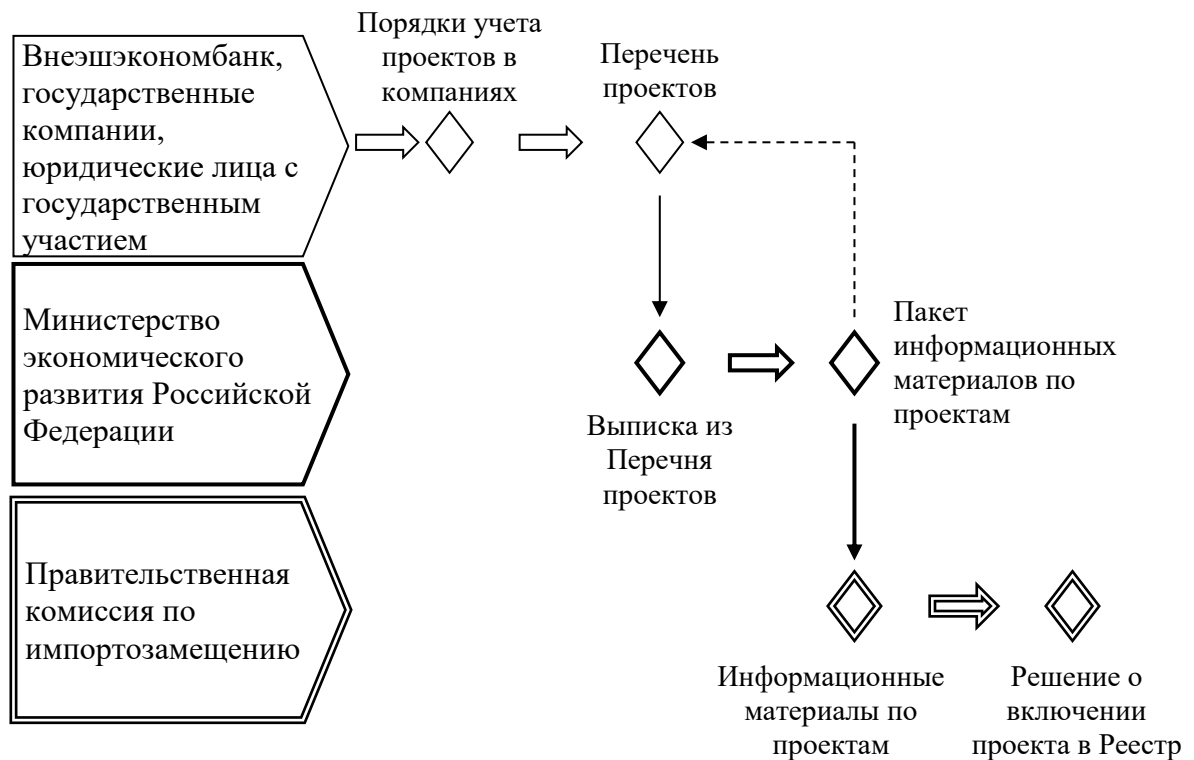 Внеэшэкономбанк,
государственные
компании,
юридические лица с
государственным
участием
Порядки учета
проектов в
компаниях
Перечень
проектов
Министерство
экономического
развития Российской
Федерации
Выписка из
Перечня
проектов
Пакет
информационных
материалов по
проектам
Правительственная
комиссия по
импортозамещению
Информационные
материалы по
проектам
Решение о
включении
проекта в Реестр